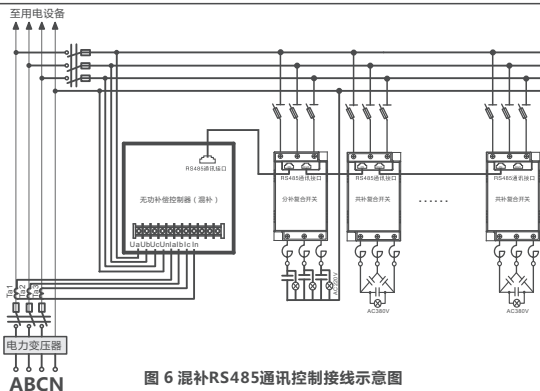 至用电设备
RS485通讯接口
无功补偿控制器（混补）
UaUbUcUnIaIbIcIn
RS485通讯接口
分补复合开关
RS485通讯接口
共补复合开关
......
RS485通讯接口
共补复合开关
AC220V
AC380V
AC380V
Ta1
Ta2
Ta3
电力变压器
ABCN
图 6 混补RS485通讯控制接线示意图